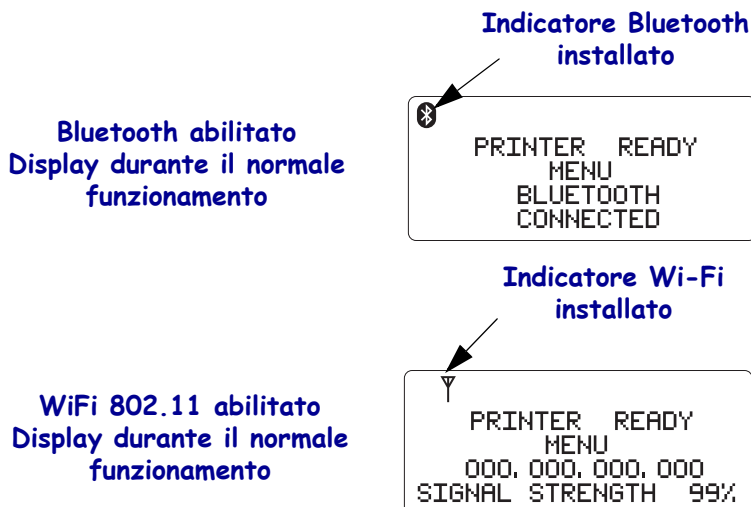 Indicatore Bluetooth
installato
Bluetooth abilitato
Display durante il normale
funzionamento
PRINTER READY
MENU
BLUETOOTH
CONNECTED
Indicatore Wi-Fi
installato
WiFi 802.11 abilitato
Display durante il normale
funzionamento
PRINTER READY
MENU
000. 000. 000. 000
SIGNAL STRENGTH 99%